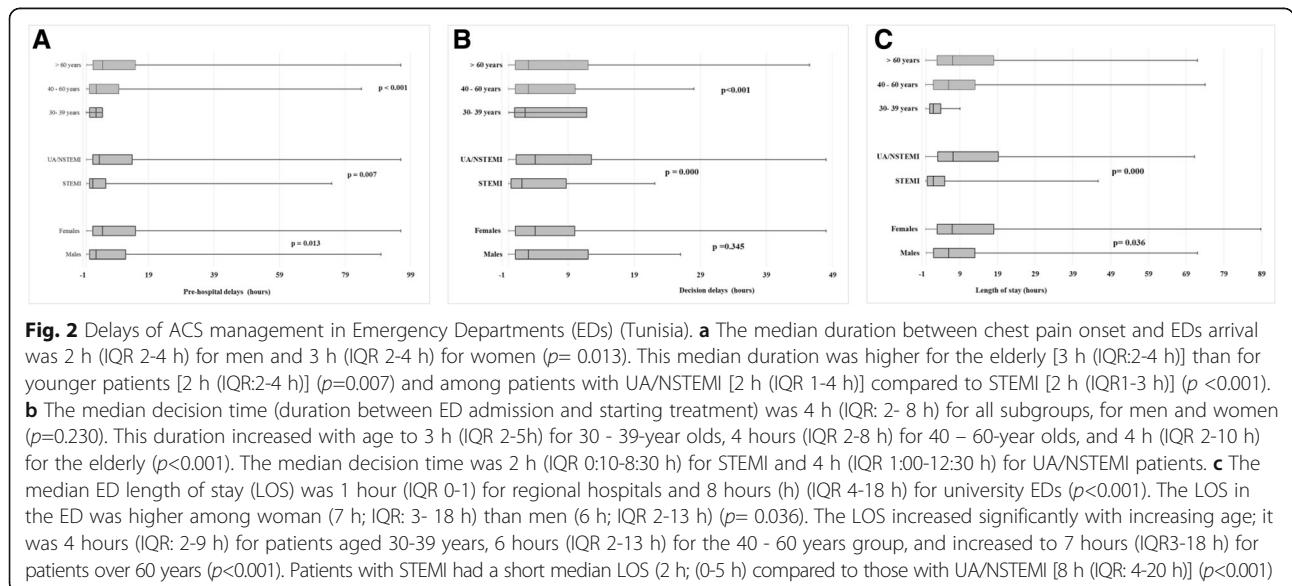 A
> 60 years
40 - 60 years
p < 0.001
30- 39 years
UA/NSTEMI
p = 0.007
STEMI
Females
p = 0.013
Males
-1 19 39 59 79 99
Pre-hospital delays (hours)
B
> 60 years
40 - 60 years
p<0.001
30- 39 years
UA/NSTEMI
p = 0.000
STEMI
Females
p =0.345
Males
-1 9 29 39 49
Decision delays (hours)
C
> 60 years
40 - 60 years
30- 39 years
UA/NSTEMI
p= 0.000
STEMI
Females
p= 0.036
Males
-1 9 19 29 39 49 59 69 79 89
Length of stay (hours)
Fig. 2 Delays of ACS management in Emergency Departments (EDs) (Tunisia). a The median duration between chest pain onset and EDs arrival
was 2 h (IQR 2-4 h) for men and 3 h (IQR 2-4 h) for women (p= 0.013). This median duration was higher for the elderly [3 h (IQR:2-4 h)] than for
younger patients [2 h (IQR:2-4 h)] (p=0.007) and among patients with UA/NSTEMI [2 h (IQR 1-4 h)] compared to STEMI [2 h (IQR1-3 h)] (p <0.001).
b The median decision time (duration between ED admission and starting treatment) was 4 h (IQR: 2- 8 h) for all subgroups, for men and women
(p=0.230). This duration increased with age to 3 h (IQR 2-5h) for 30 - 39-year olds, 4 hours (IQR 2-8 h) for 40 – 60-year olds, and 4 h (IQR 2-10 h)
for the elderly (p<0.001). The median decision time was 2 h (IQR 0:10-8:30 h) for STEMI and 4 h (IQR 1:00-12:30 h) for UA/NSTEMI patients. c The
median ED length of stay (LOS) was 1 hour (IQR 0-1) for regional hospitals and 8 hours (h) (IQR 4-18 h) for university EDs (p<0.001). The LOS in
the ED was higher among woman (7 h; IQR: 3- 18 h) than men (6 h; IQR 2-13 h) (p= 0.036). The LOS increased significantly with increasing age; it
was 4 hours (IQR: 2-9 h) for patients aged 30-39 years, 6 hours (IQR 2-13 h) for the 40 - 60 years group, and increased to 7 hours (IQR3-18 h) for
patients over 60 years (p<0.001). Patients with STEMI had a short median LOS (2 h; (0-5 h) compared to those with UA/NSTEMI [8 h (IQR: 4-20 h)] (p<0.001)